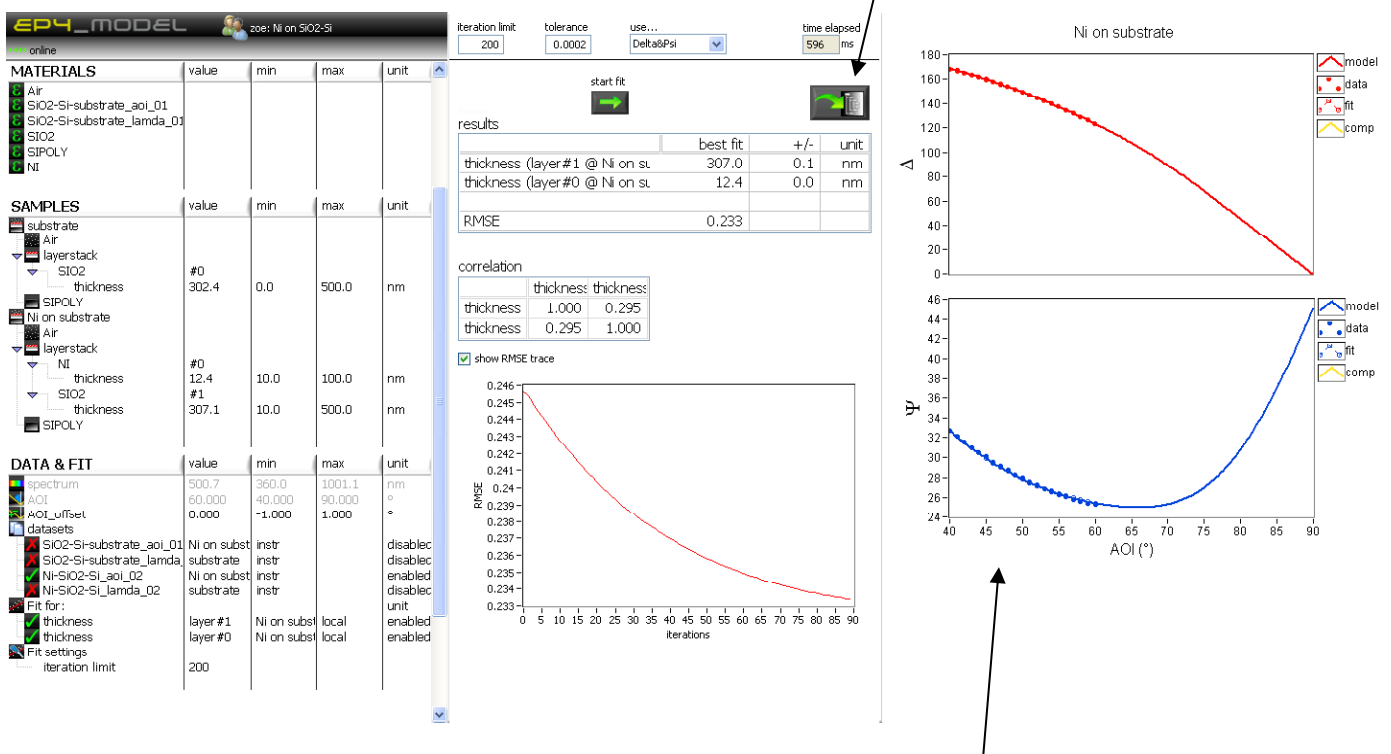 EP4_MODEL zoe: Ni on SiO2-Si
online
MATERIALS value min max unit
Air
SiO2-Si-substrate_aoi_01
SiO2-Si-substrate_lamda_01
SIO2
SIPOLY
NI
SAMPLES value min max unit
substrate
Air
layerstack
SIO2 #0
thickness 302.4 0.0 500.0 nm
SIPOLY
Ni on substrate
Air
layerstack
NI #0
thickness 12.4 10.0 100.0 nm
SIO2 #1
thickness 307.1 10.0 500.0 nm
SIPOLY
DATA & FIT value min max unit
spectrum 500.7 360.0 1001.1 nm
AOI 60.000 40.000 90.000 °
AOI_offset 0.000 -1.000 1.000 °
datasets
SiO2-Si-substrate_aoi_01 Ni on subst instr disabled
SiO2-Si-substrate_lamda_ substrate instr disabled
Ni-SiO2-Si_aoi_02 Ni on subst instr enabled
Ni-SiO2-Si_lamda_02 substrate instr disabled
Fit for: unit
thickness layer#1 Ni on subst local enabled
thickness layer#0 Ni on subst local enabled
Fit settings
iteration limit 200
iteration limit tolerance use... time elapsed
200 0.0002 Delta&Psi 596 ms
start fit
results
best fit +/- unit
thickness (layer#1 @ Ni on su 307.0 0.1 nm
thickness (layer#0 @ Ni on su 12.4 0.0 nm
RMSE 0.233
correlation
thickness thickness
thickness 1.000 0.295
thickness 0.295 1.000
show RMSE trace
0.246
0.245
0.244
0.243
0.242
0.241
0.24
0.239
0.238
0.237
0.236
0.235
0.234
0.233
RMSE
0 5 10 15 20 25 30 35 40 45 50 55 60 65 70 75 80 85 90
iterations
Ni on substrate
180
160
140
120
100
80
60
40
20
0
Δ
model
data
fit
comp
46
44
42
40
38
36
34
32
30
28
26
24
Ψ
model
data
fit
comp
40 45 50 55 60 65 70 75 80 85 90
AOI (°)